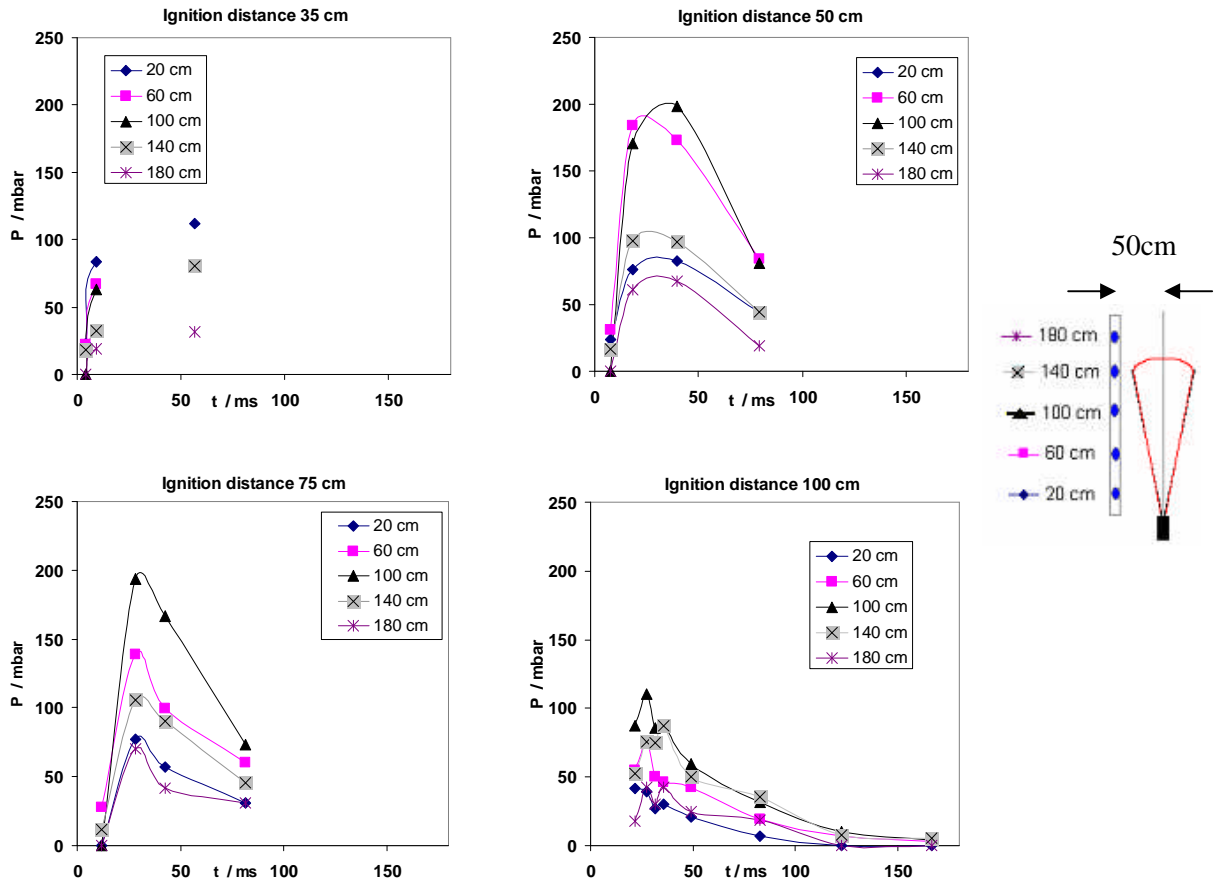 Ignition distance 35 cm
250
200
150
100
50
0
P / mbar
20 cm
60 cm
100 cm
140 cm
180 cm
0
50
100
150
t / ms
Ignition distance 50 cm
250
200
150
100
50
0
P / mbar
20 cm
60 cm
100 cm
140 cm
180 cm
0
50
100
150
t / ms
50cm
180 cm
140 cm
100 cm
60 cm
20 cm
Ignition distance 75 cm
250
200
150
100
50
0
P / mbar
20 cm
60 cm
100 cm
140 cm
180 cm
0
50
100
150
t / ms
Ignition distance 100 cm
250
200
150
100
50
0
P / mbar
20 cm
60 cm
100 cm
140 cm
180 cm
0
50
100
150
t / ms